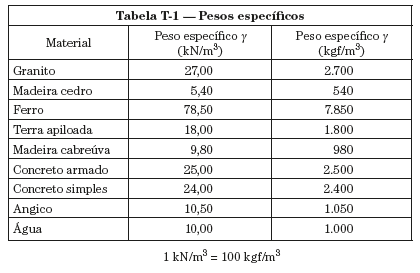 Tabela T-1 — Pesos específicos
Material Peso específico γ (kN/m³) Peso específico γ (kgf/m³)
Granito 27,00 2.700
Madeira cedro 5,40 540
Ferro 78,50 7.850
Terra apiloada 18,00 1.800
Madeira cabreúva 9,80 980
Concreto armado 25,00 2.500
Concreto simples 24,00 2.400
Angico 10,50 1.050
Água 10,00 1.000
1 kN/m³ = 100 kgf/m³